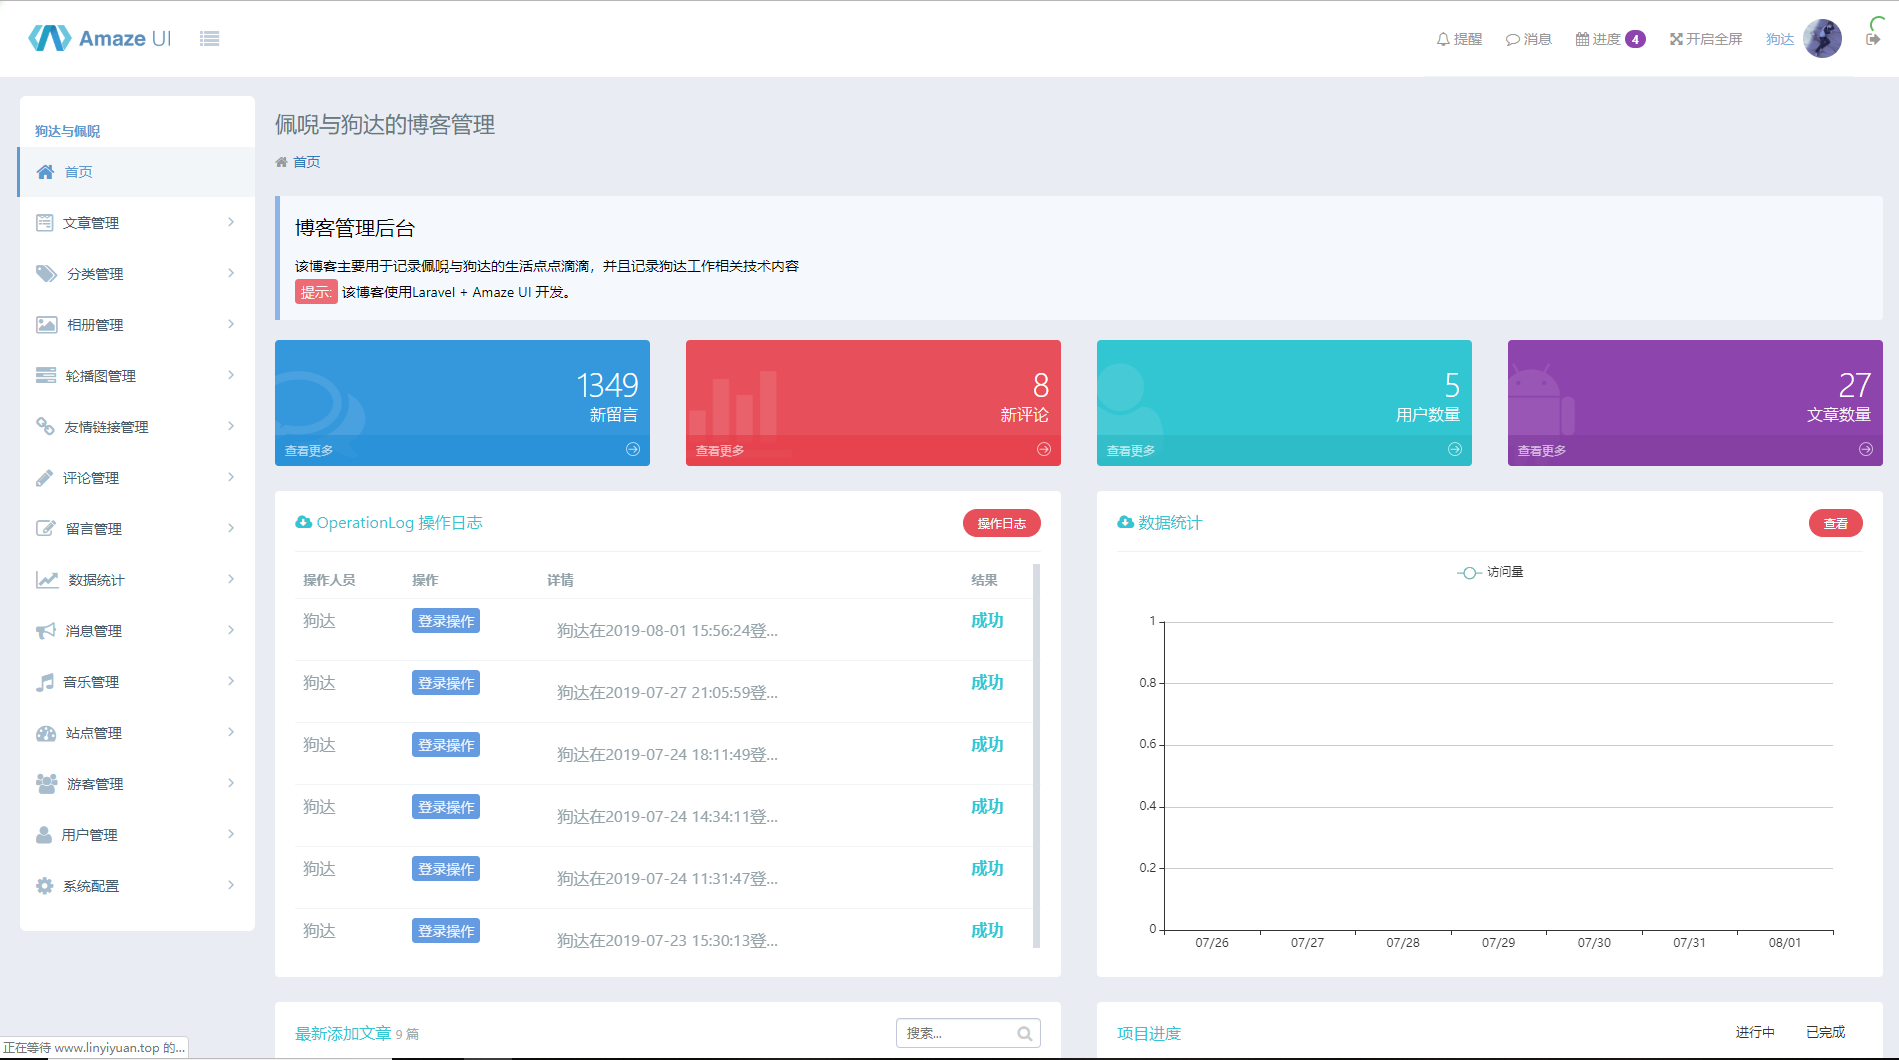 Amaze UI
提醒 消息 进度 4 开启全屏 狗达
狗达与佩晲
首页
文章管理
分类管理
相册管理
轮播图管理
友情链接管理
评论管理
留言管理
数据统计
消息管理
音乐管理
站点管理
游客管理
用户管理
系统配置
佩晲与狗达的博客管理
首页
博客管理后台
该博客主要用于记录佩晲与狗达的生活点点滴滴，并且记录狗达工作相关技术内容
提示: 该博客使用Laravel + Amaze UI 开发。
1349
新留言
查看更多
8
新评论
查看更多
5
用户数量
查看更多
27
文章数量
查看更多
OperationLog 操作日志 操作日志
操作人员 操作 详情 结果
狗达 登录操作 狗达在2019-08-01 15:56:24登... 成功
狗达 登录操作 狗达在2019-07-27 21:05:59登... 成功
狗达 登录操作 狗达在2019-07-24 18:11:49登... 成功
狗达 登录操作 狗达在2019-07-24 14:34:11登... 成功
狗达 登录操作 狗达在2019-07-24 11:31:47登... 成功
狗达 登录操作 狗达在2019-07-23 15:30:13登... 成功
数据统计 查看
访问量
1
0.8
0.6
0.4
0.2
0
07/26 07/27 07/28 07/29 07/30 07/31 08/01
最新添加文章 9 篇 搜索...
项目进度 进行中 已完成
正在等待 www.linyiyuan.top 的...